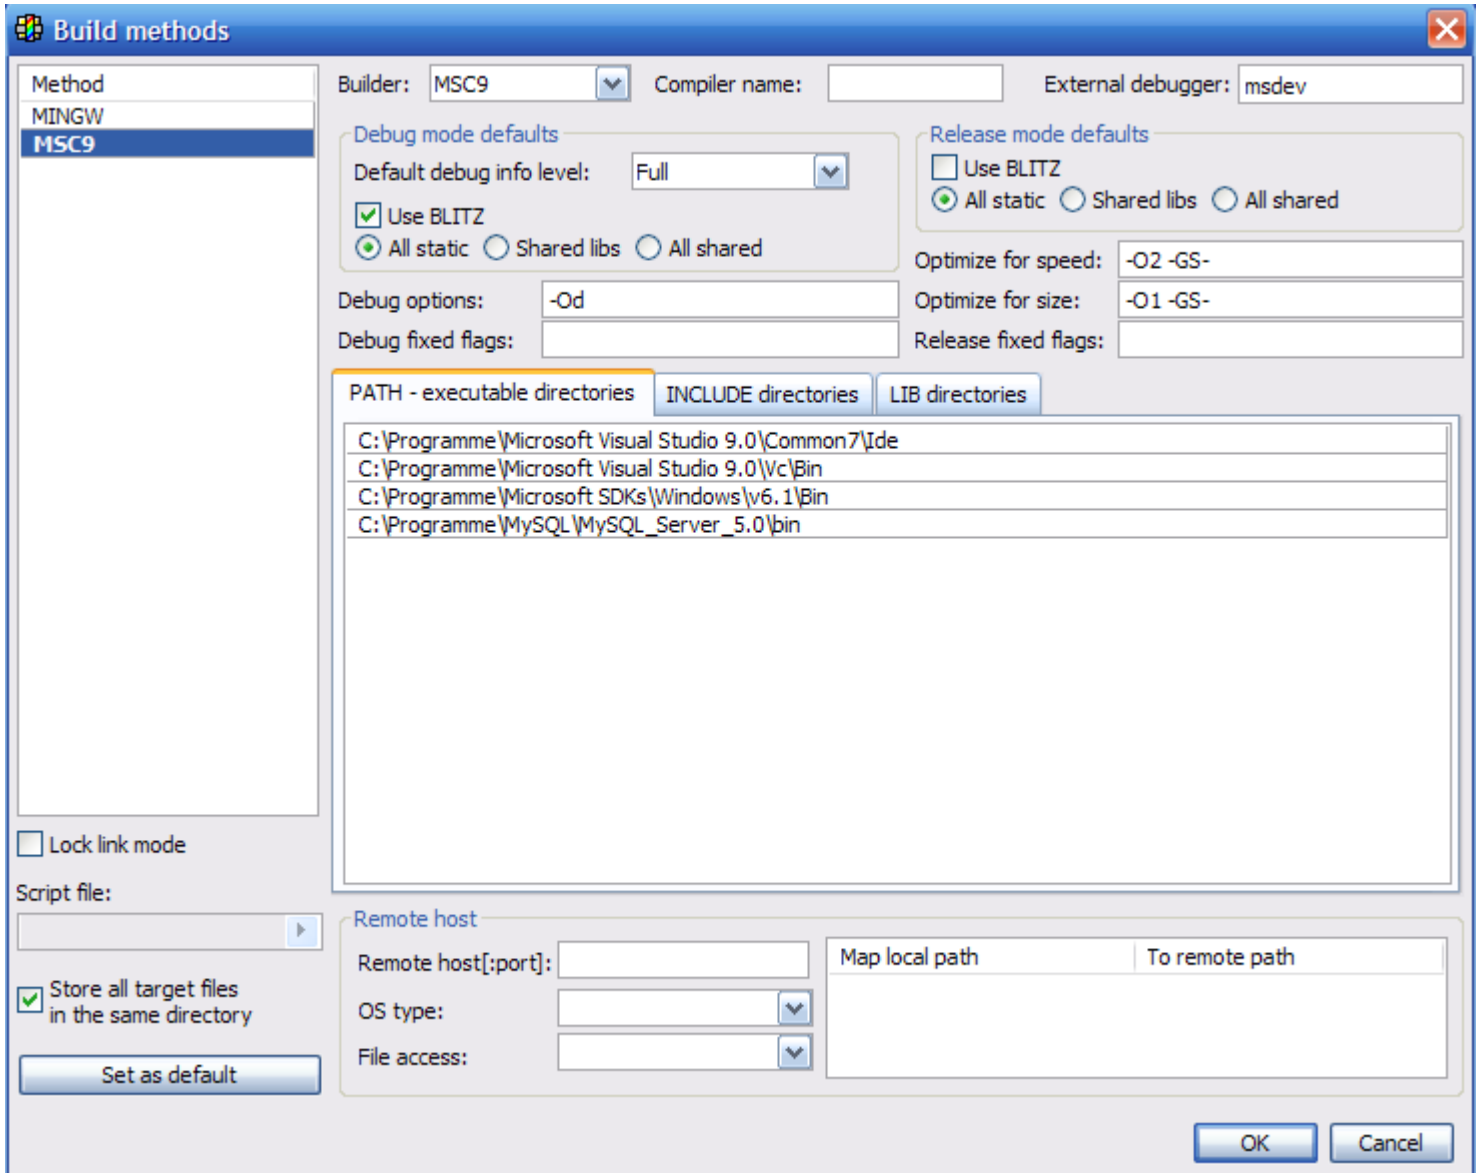 Build methods
Method
MINGW
MSC9
Builder: MSC9 Compiler name: External debugger: msdev
Debug mode defaults
Default debug info level: Full
Use BLITZ
All static Shared libs All shared
Release mode defaults
Use BLITZ
All static Shared libs All shared
Debug options: -Od
Debug fixed flags:
Optimize for speed: -O2 -GS-
Optimize for size: -O1 -GS-
Release fixed flags:
PATH - executable directories INCLUDE directories LIB directories
C:\Programme\Microsoft Visual Studio 9.0\Common7\Ide
C:\Programme\Microsoft Visual Studio 9.0\Vc\Bin
C:\Programme\Microsoft SDKs\Windows\v6.1\Bin
C:\Programme\MySQL\MySQL_Server_5.0\bin
Lock link mode
Script file:
Store all target files
in the same directory
Set as default
Remote host
Remote host[:port]:
OS type:
File access:
Map local path To remote path
OK Cancel